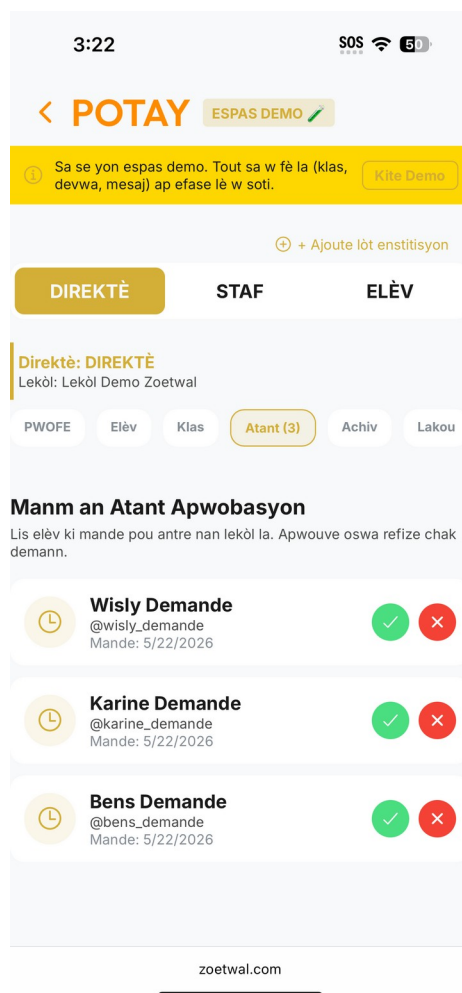 3:22
SOS
50
POTAY
ESPAS DEMO
Sa se yon espas demo. Tout sa w fè la (klas,
devwa, mesaj) ap efase lè w soti.
Kite Demo
+ Ajoute lòt enstitisyon
DIREKTÈ
STAF
ELÈV
Direktè: DIREKTÈ
Lekòl: Lekòl Demo Zoetwal
PWOFE
Elèv
Klas
Atant (3)
Achiv
Lakou
Manm an Atant Apwobasyon
Lis elèv ki mande pou antre nan lekòl la. Apwouve oswa refize chak
demann.
Wisly Demande
@wisly_demande
Mande: 5/22/2026
Karine Demande
@karine_demande
Mande: 5/22/2026
Bens Demande
@bens_demande
Mande: 5/22/2026
zoetwal.com